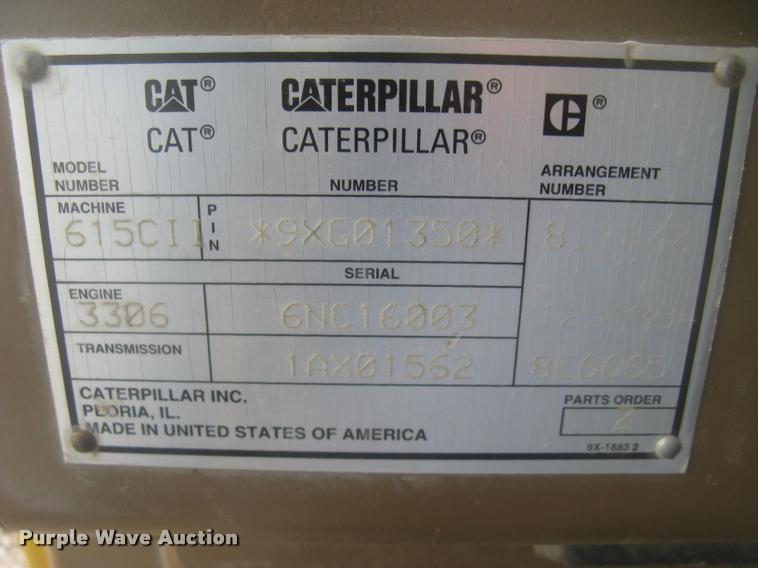 CAT® CATERPILLAR® C®
CAT® CATERPILLAR®
MODEL NUMBER NUMBER ARRANGEMENT NUMBER
MACHINE 615CII PIN *9XG01350*
SERIAL
ENGINE 3306 6NC16003
TRANSMISSION 1AX01562 8E6665
CATERPILLAR INC.
PEORIA, IL.
MADE IN UNITED STATES OF AMERICA
PARTS ORDER
2
9X-1883 2
Purple Wave Auction